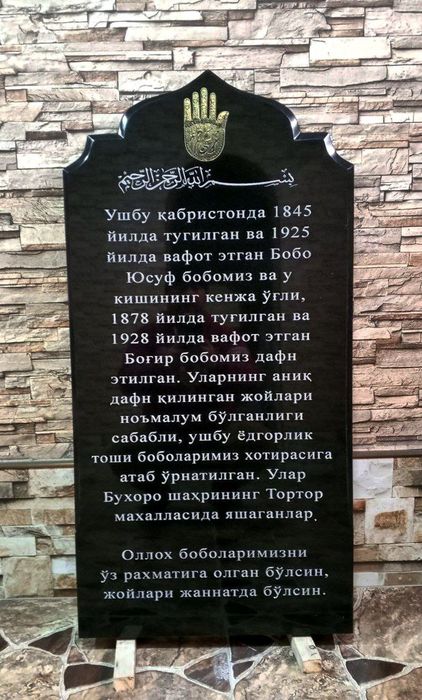 بسم الله الرحمن الرحيم
Ушбу қабристонда 1845
йилда тугилган ва 1925
йилда вафот этган Бобо
Юсуф бобомиз ва у
кишининг кенжа ўғли,
1878 йилда туғилган ва
1928 йилда вафот этган
Боғир бобомиз дафн
этилган. Уларнинг аниқ
дафн қилинган жойлари
ноъмалум бўлганлиги
сабабли, ушбу ёдгорлик
тоши боболаримиз хотирасига
атаб ўрнатилган. Улар
Бухоро шаҳрининг Тортор
махалласида яшаганлар.
Оллох боболаримизни
ўз рахматига олган бўлсин,
жойлари жаннатда бўлсин.